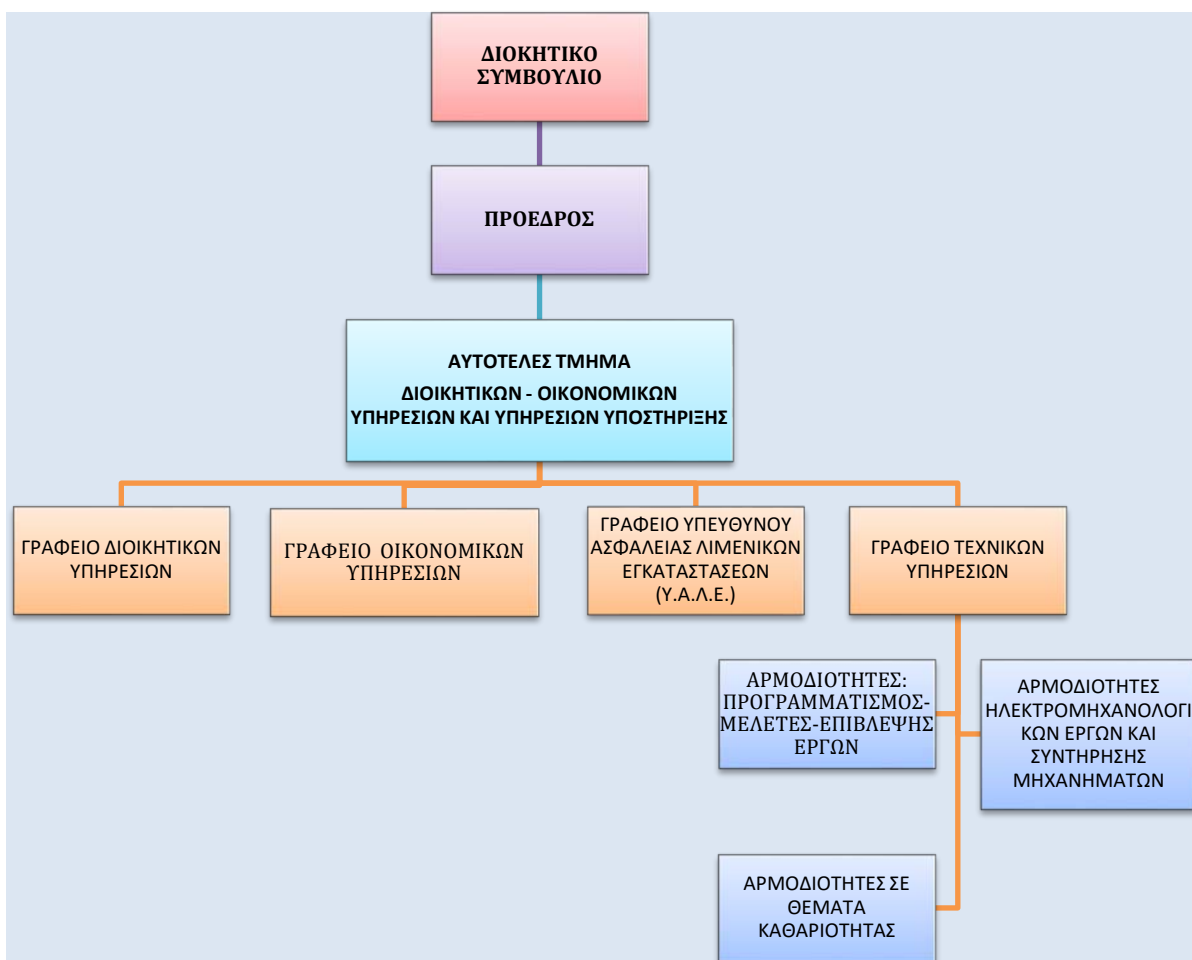 ΔΙΟΚΗΤΙΚΟ
ΣΥΜΒΟΥΛΙΟ
ΠΡΟΕΔΡΟΣ
ΑΥΤΟΤΕΛΕΣ ΤΜΗΜΑ
ΔΙΟΙΚΗΤΙΚΩΝ - ΟΙΚΟΝΟΜΙΚΩΝ
ΥΠΗΡΕΣΙΩΝ ΚΑΙ ΥΠΗΡΕΣΙΩΝ ΥΠΟΣΤΗΡΙΞΗΣ
ΓΡΑΦΕΙΟ ΔΙΟΙΚΗΤΙΚΩΝ
ΥΠΗΡΕΣΙΩΝ
ΓΡΑΦΕΙΟ ΟΙΚΟΝΟΜΙΚΩΝ
ΥΠΗΡΕΣΙΩΝ
ΓΡΑΦΕΙΟ ΥΠΕΥΘΥΝΟΥ
ΑΣΦΑΛΕΙΑΣ ΛΙΜΕΝΙΚΩΝ
ΕΓΚΑΤΑΣΤΑΣΕΩΝ
(Υ.Α.Λ.Ε.)
ΓΡΑΦΕΙΟ ΤΕΧΝΙΚΩΝ
ΥΠΗΡΕΣΙΩΝ
ΑΡΜΟΔΙΟΤΗΤΕΣ:
ΠΡΟΓΡΑΜΜΑΤΙΣΜΟΣ-
ΜΕΛΕΤΕΣ-ΕΠΙΒΛΕΨΗΣ
ΕΡΓΩΝ
ΑΡΜΟΔΙΟΤΗΤΕΣ
ΗΛΕΚΤΡΟΜΗΧΑΝΟΛΟΓΙ
ΚΩΝ ΕΡΓΩΝ ΚΑΙ
ΣΥΝΤΗΡΗΣΗΣ
ΜΗΧΑΝΗΜΑΤΩΝ
ΑΡΜΟΔΙΟΤΗΤΕΣ ΣΕ
ΘΕΜΑΤΑ
ΚΑΘΑΡΙΟΤΗΤΑΣ